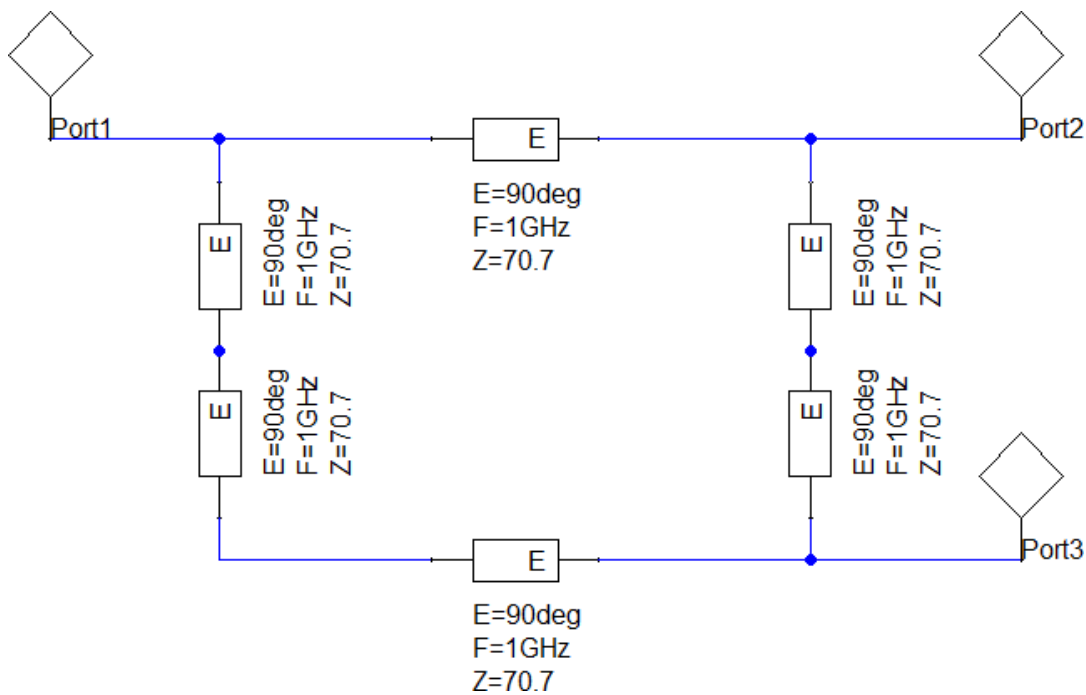 Port1
E
Port2
E=90deg
F=1GHz
Z=70.7
E
E=90deg
F=1GHz
Z=70.7
E
E=90deg
F=1GHz
Z=70.7
E
E=90deg
F=1GHz
Z=70.7
E
E=90deg
F=1GHz
Z=70.7
E
Port3
E=90deg
F=1GHz
Z=70.7